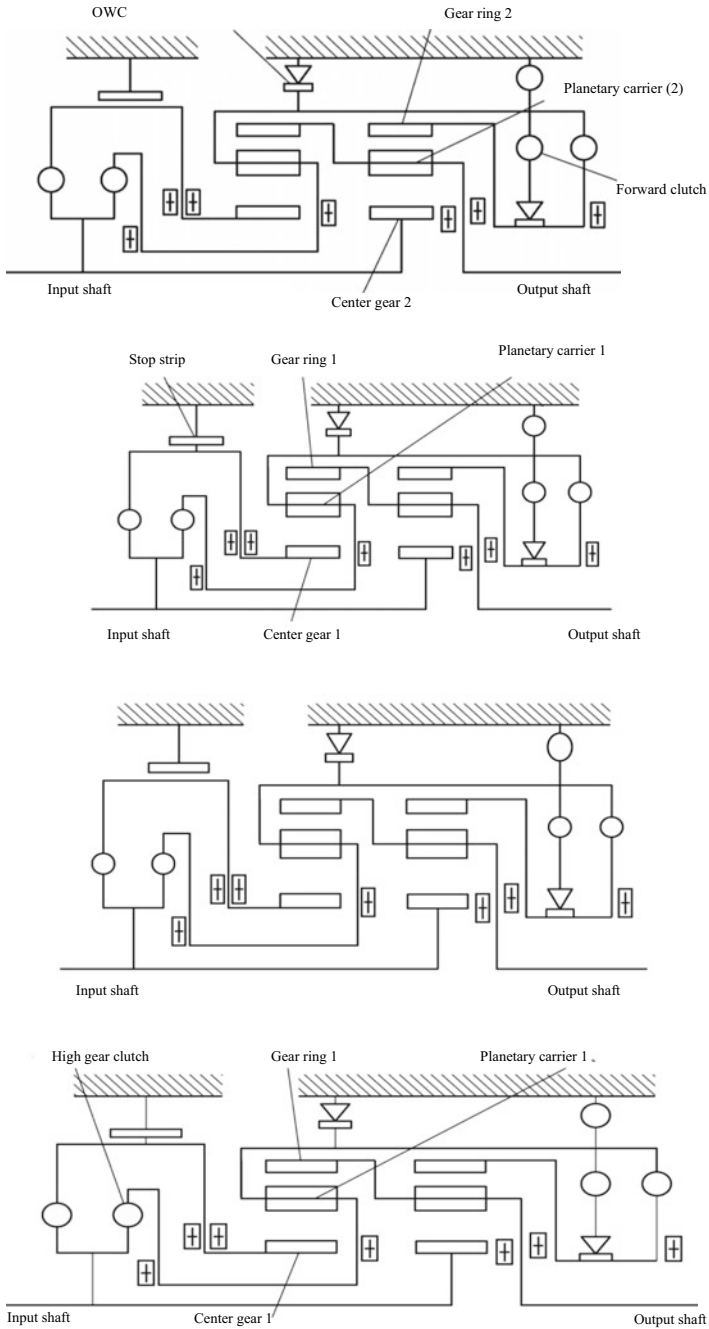 OWC
Gear ring 2
Planetary carrier (2)
Forward clutch
Input shaft
Center gear 2
Output shaft
Stop strip
Gear ring 1
Planetary carrier 1
Input shaft
Center gear 1
Output shaft
Input shaft
Output shaft
High gear clutch
Gear ring 1
Planetary carrier 1
Input shaft
Center gear 1
Output shaft